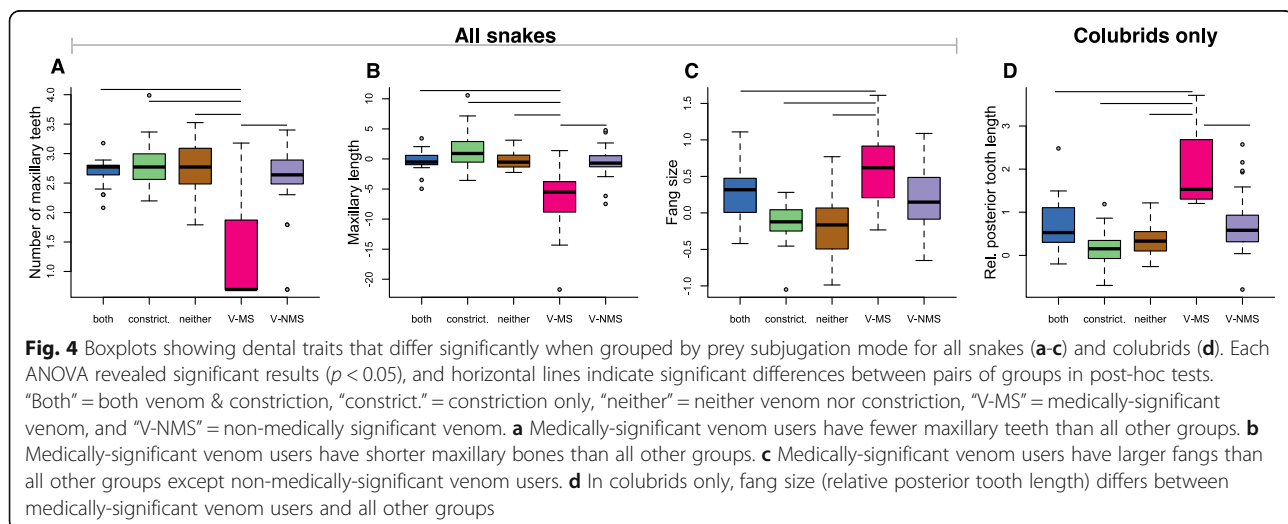 All snakes
Colubrids only
A
B
C
D
Number of maxillary teeth
4.0
3.5
3.0
2.5
2.0
1.5
1.0
both constrict. neither V-MS V-NMS
Maxillary length
10
5
0
-5
-10
-15
-20
both constrict. neither V-MS V-NMS
Fang size
1.5
1.0
0.5
0.0
-0.5
-1.0
both constrict. neither V-MS V-NMS
Rel. posterior tooth length
3
2
1
0
both constrict. neither V-MS V-NMS
Fig. 4 Boxplots showing dental traits that differ significantly when grouped by prey subjugation mode for all snakes (a-c) and colubrids (d). Each
ANOVA revealed significant results (p < 0.05), and horizontal lines indicate significant differences between pairs of groups in post-hoc tests.
“Both” = both venom & constriction, “constrict.” = constriction only, “neither” = neither venom nor constriction, “V-MS” = medically-significant
venom, and “V-NMS” = non-medically significant venom. a Medically-significant venom users have fewer maxillary teeth than all other groups. b
Medically-significant venom users have shorter maxillary bones than all other groups. c Medically-significant venom users have larger fangs than
all other groups except non-medically-significant venom users. d In colubrids only, fang size (relative posterior tooth length) differs between
medically-significant venom users and all other groups